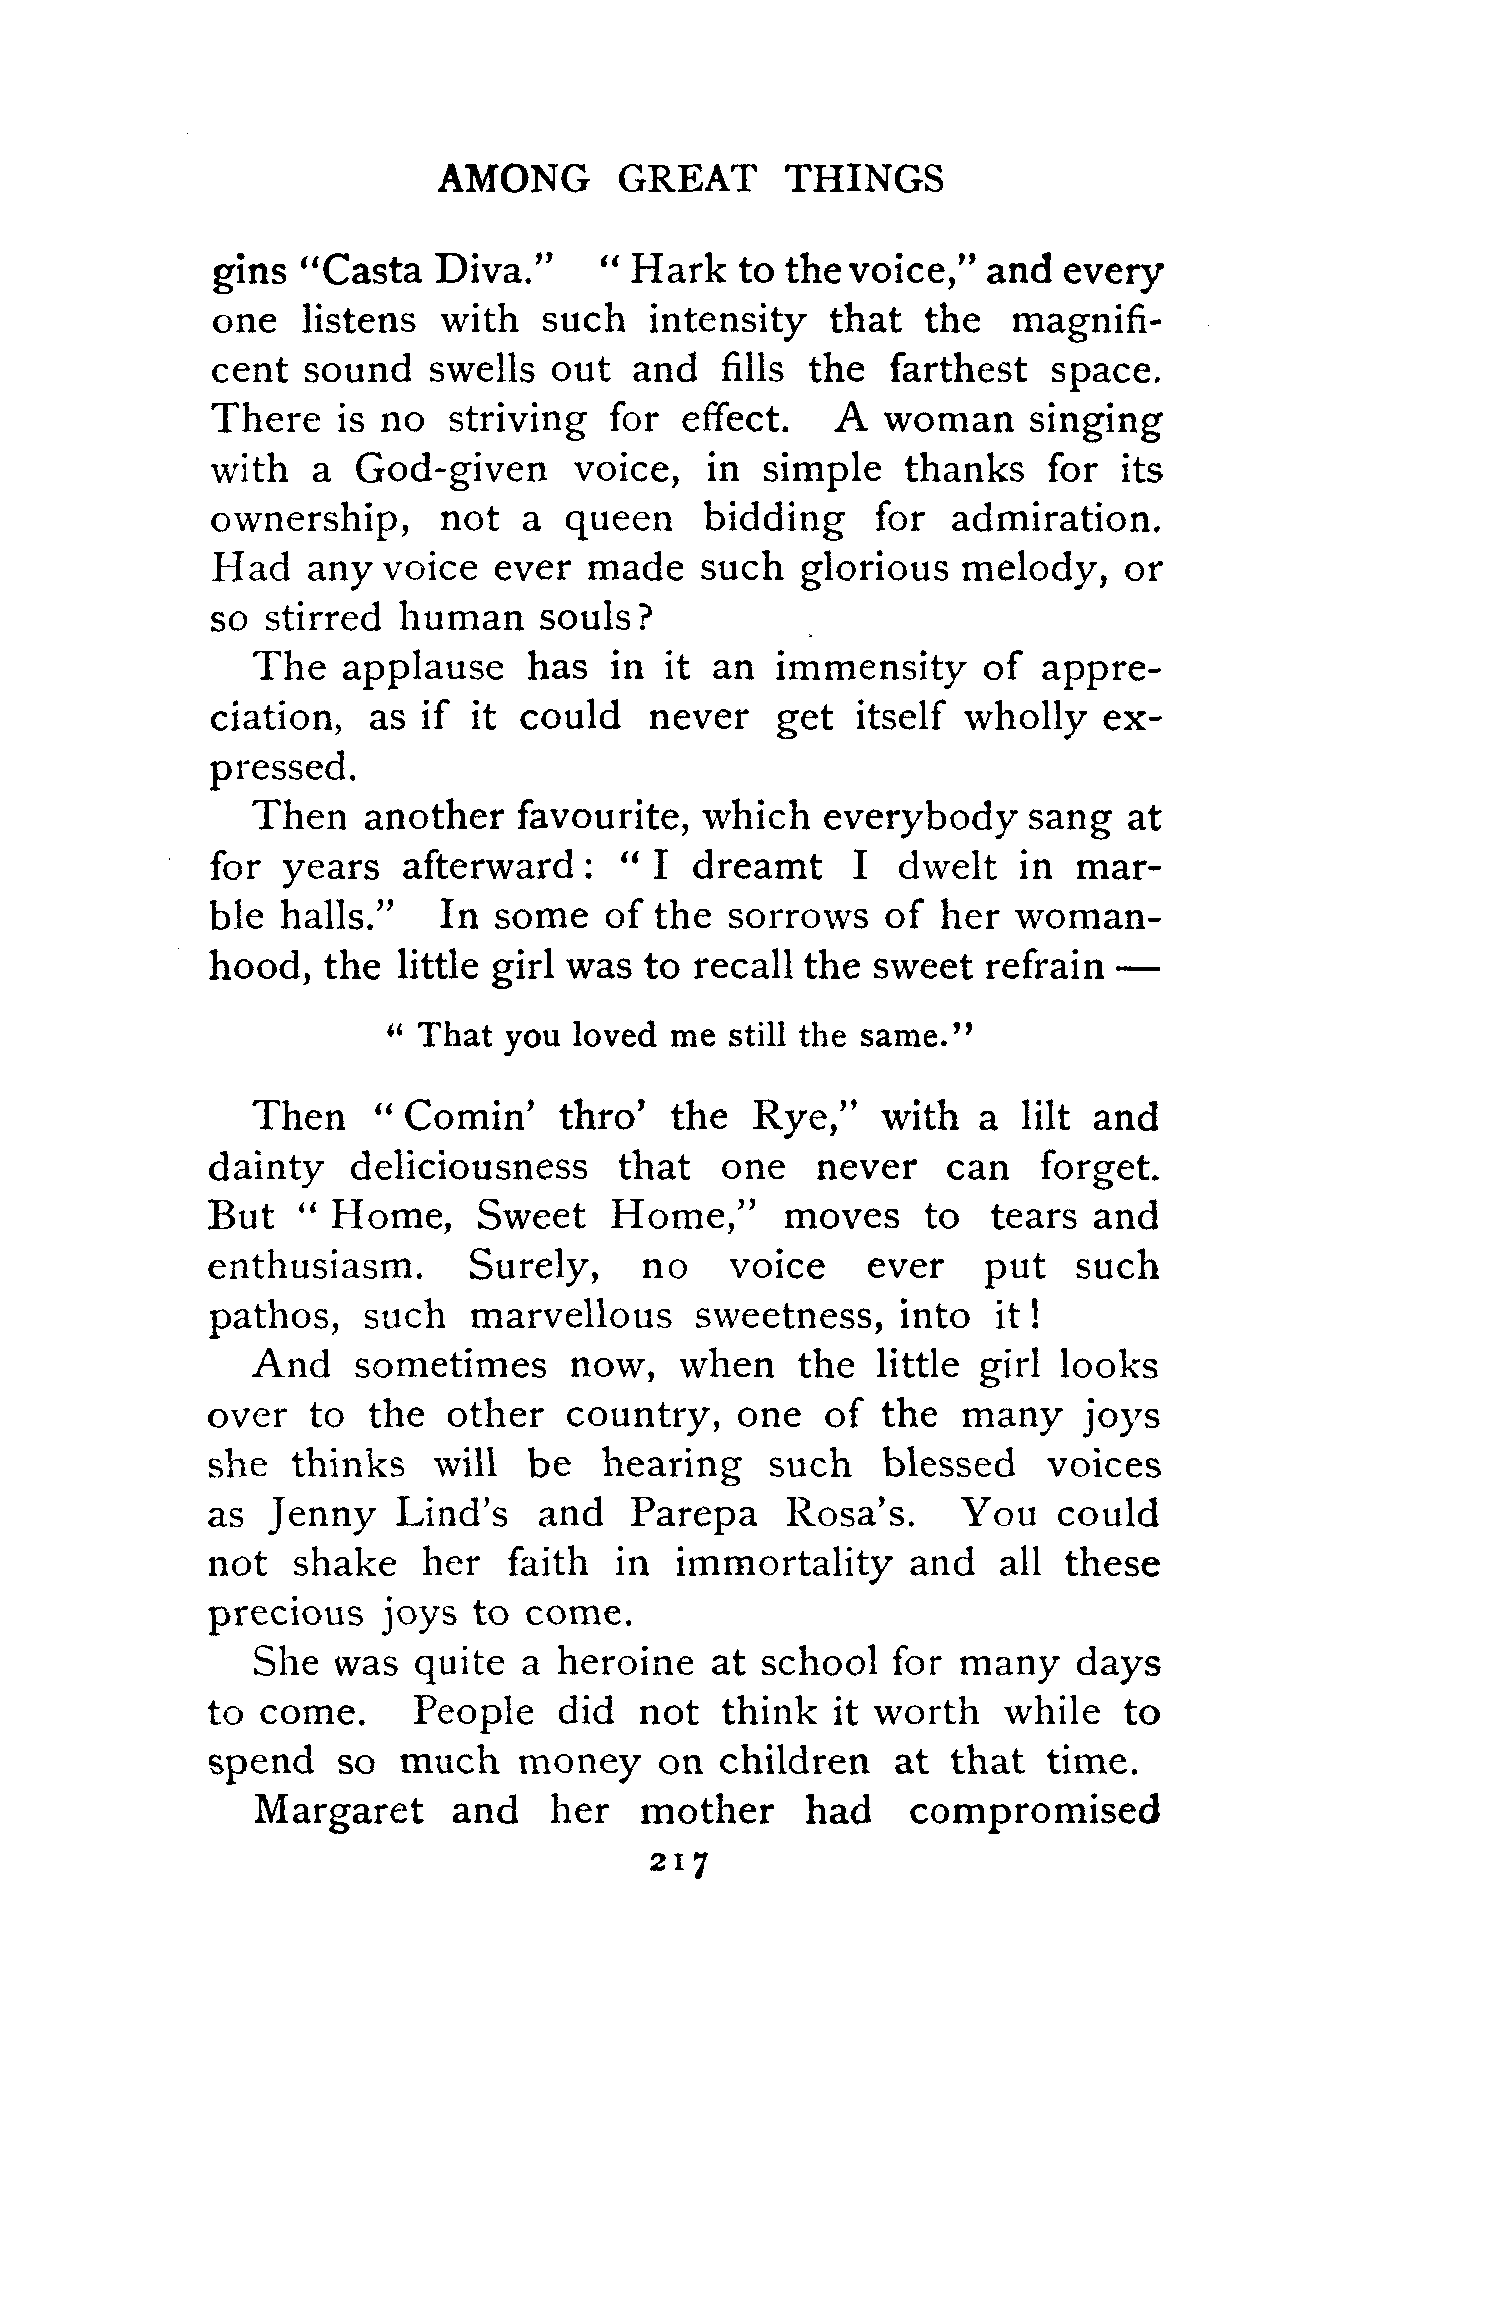 AMONG GREAT THINGS
gins "Casta Diva." "Hark to the voice," and every
one listens with such intensity that the magnifi-
cent sound swells out and fills the farthest space.
There is no striving for effect. A woman singing
with a God-given voice, in simple thanks for its
ownership, not a queen bidding for admiration.
Had any voice ever made such glorious melody, or
so stirred human souls?
The applause has in it an immensity of appre-
ciation, as if it could never get itself wholly ex-
pressed.
Then another favourite, which everybody sang at
for years afterward: "I dreamt I dwelt in mar-
ble halls." In some of the sorrows of her woman-
hood, the little girl was to recall the sweet refrain —
"That you loved me still the same."
Then "Comin' thro' the Rye," with a lilt and
dainty deliciousness that one never can forget.
But "Home, Sweet Home," moves to tears and
enthusiasm. Surely, no voice ever put such
pathos, such marvellous sweetness, into it!
And sometimes now, when the little girl looks
over to the other country, one of the many joys
she thinks will be hearing such blessed voices
as Jenny Lind's and Parepa Rosa's. You could
not shake her faith in immortality and all these
precious joys to come.
She was quite a heroine at school for many days
to come. People did not think it worth while to
spend so much money on children at that time.
Margaret and her mother had compromised
217